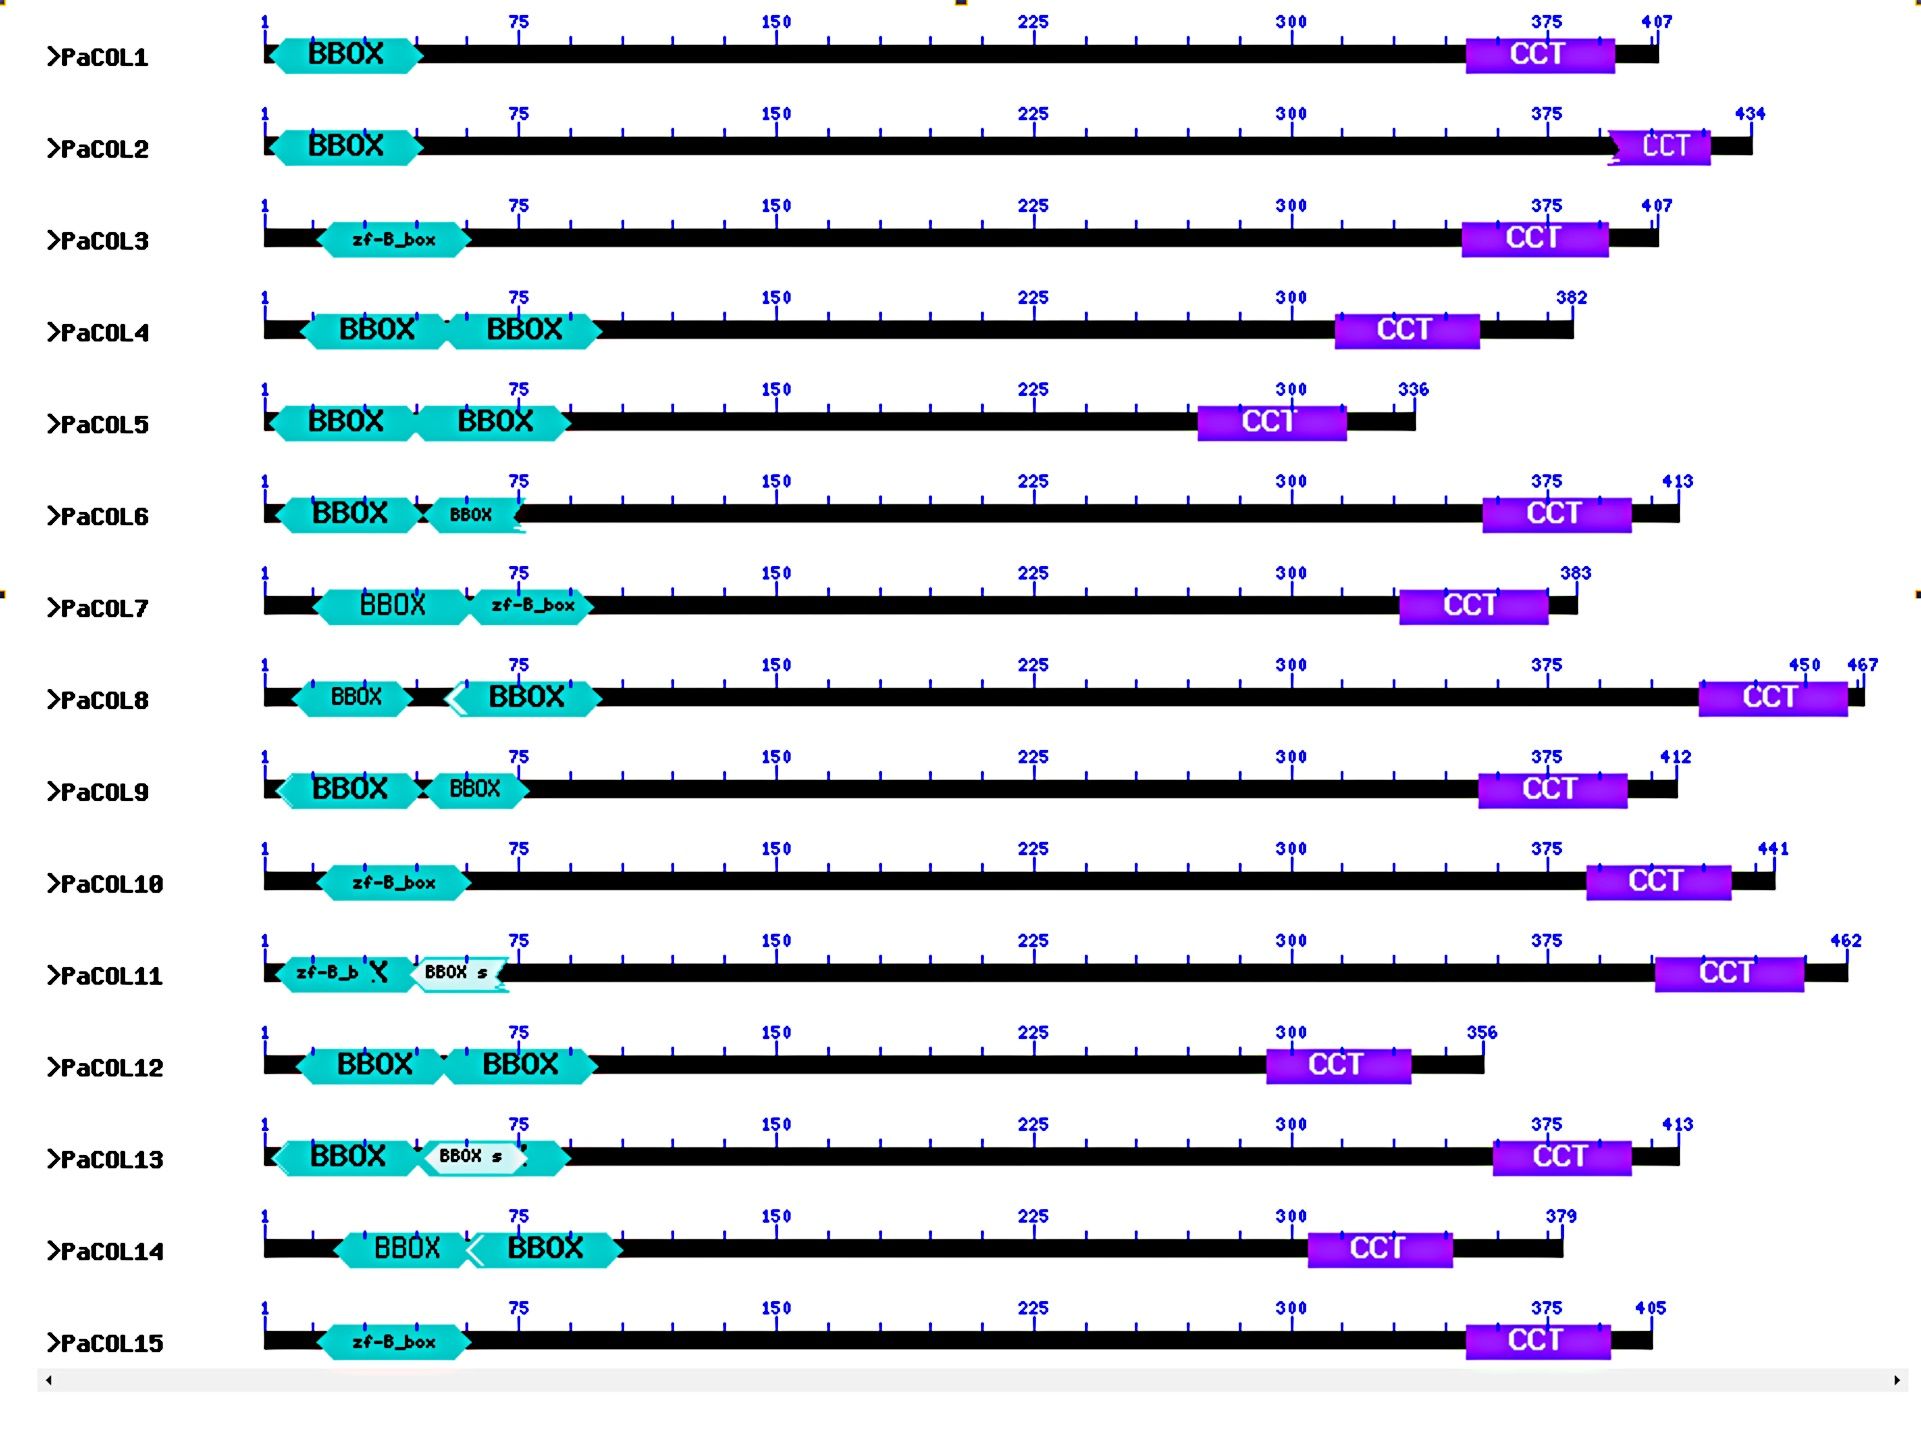 1 75 150 225 300 375 407
>PaCOL1 BBOX CCT
1 75 150 225 300 375 434
>PaCOL2 BBOX CCT
1 75 150 225 300 375 407
>PaCOL3 zf-B_box CCT
1 75 150 225 300 382
>PaCOL4 BBOX BBOX CCT
1 75 150 225 300 336
>PaCOL5 BBOX BBOX CCT
1 75 150 225 300 375 413
>PaCOL6 BBOX BBOX CCT
1 75 150 225 300 383
>PaCOL7 BBOX zf-B_box CCT
1 75 150 225 300 375 450 467
>PaCOL8 BBOX BBOX CCT
1 75 150 225 300 375 412
>PaCOL9 BBOX BBOX CCT
1 75 150 225 300 375 441
>PaCOL10 zf-B_box CCT
1 75 150 225 300 375 462
>PaCOL11 zf-B_b X BBOX s CCT
1 75 150 225 300 356
>PaCOL12 BBOX BBOX CCT
1 75 150 225 300 375 413
>PaCOL13 BBOX BBOX s CCT
1 75 150 225 300 379
>PaCOL14 BBOX BBOX CCT
1 75 150 225 300 375 405
>PaCOL15 zf-B_box CCT